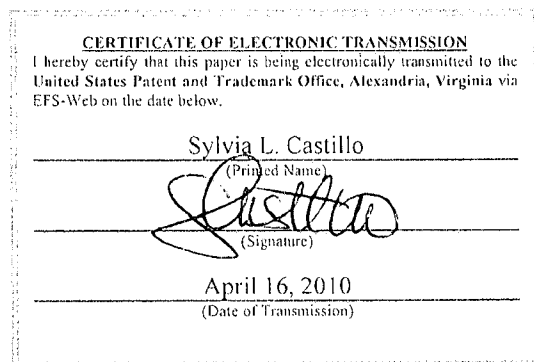 CERTIFICATE OF ELECTRONIC TRANSMISSION
I hereby certify that this paper is being electronically transmitted to the
United States Patent and Trademark Office, Alexandria, Virginia via
EFS-Web on the date below.
Sylvia L. Castillo
(Printed Name)
SCastillo
(Signature)
April 16, 2010
(Date of Transmission)